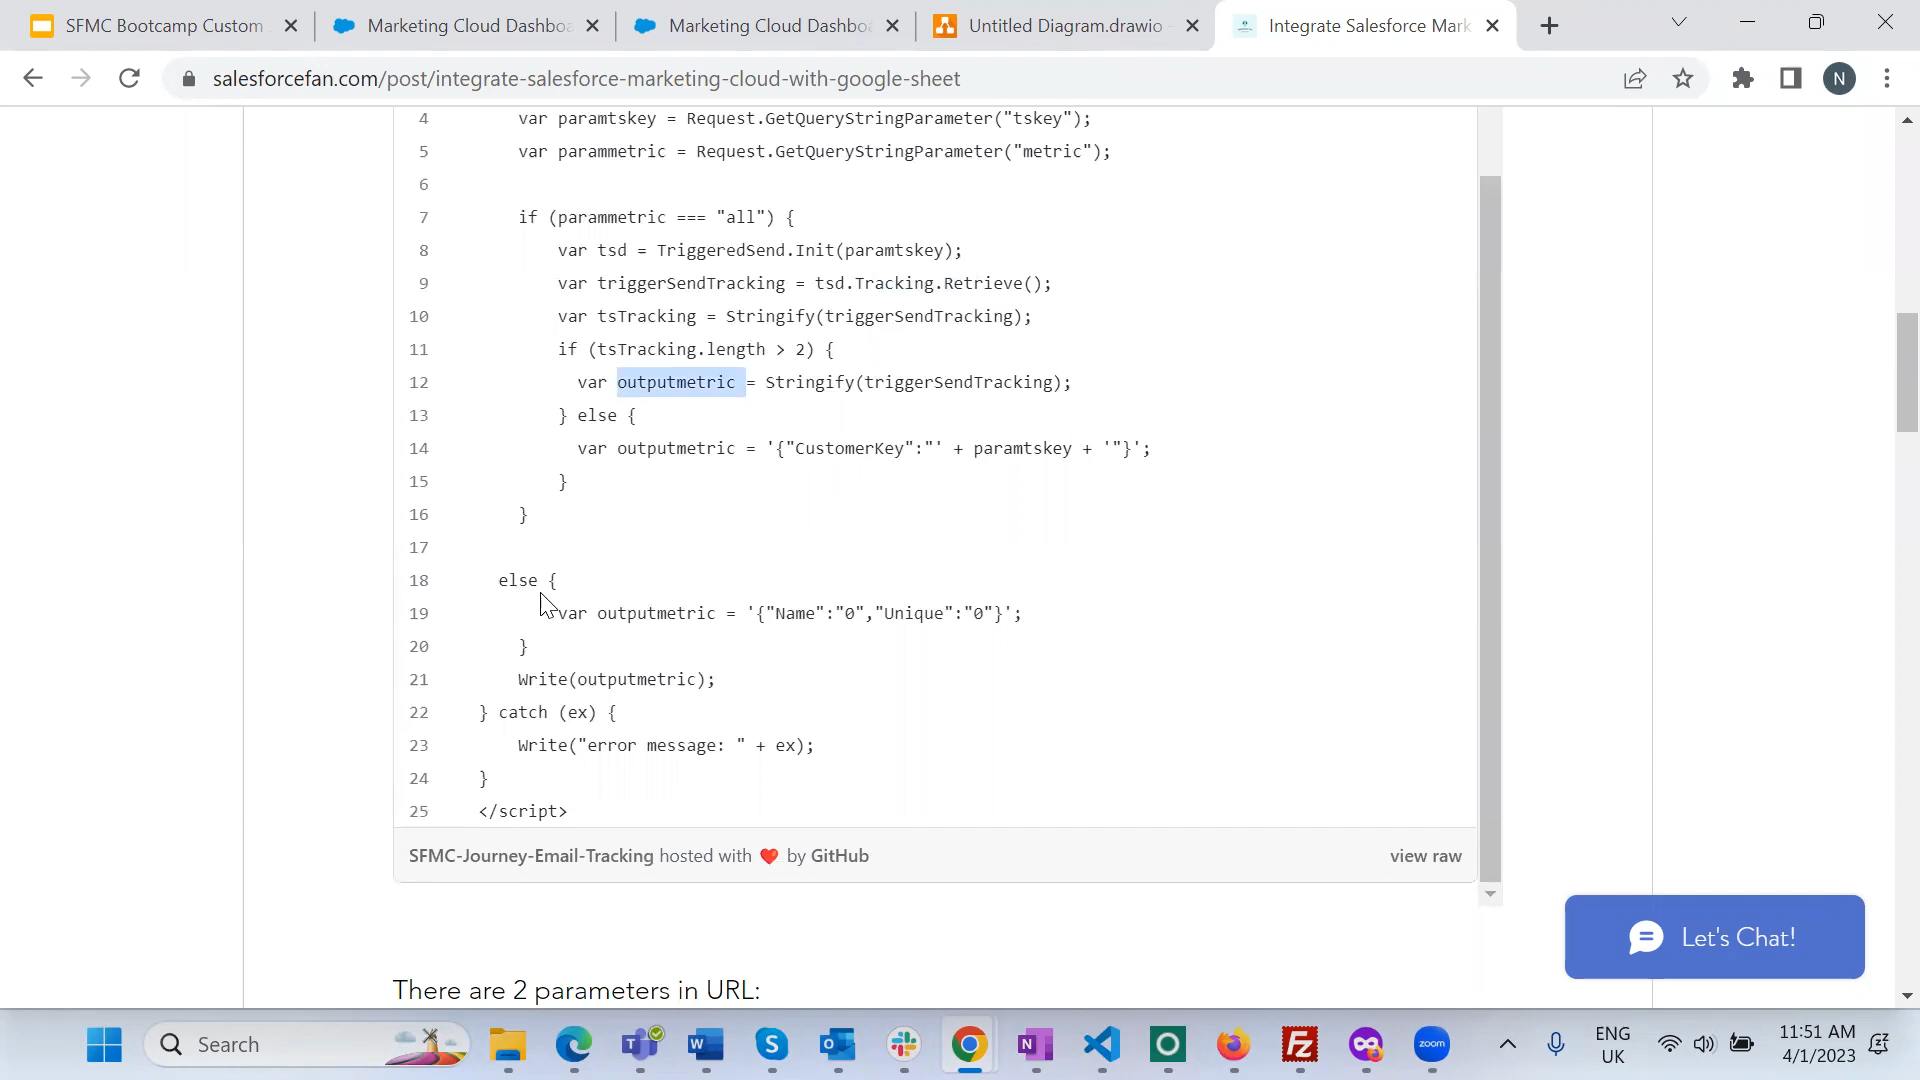 SFMC Bootcamp Custom
Marketing Cloud Dashbo
Marketing Cloud Dashbo
Untitled Diagram.drawio
Integrate Salesforce Mark
salesforcefan.com/post/integrate-salesforce-marketing-cloud-with-google-sheet
N
4 var paramtskey = Request.GetQueryStringParameter("tskey");
5 var parammetric = Request.GetQueryStringParameter("metric");
6
7 if (parammetric === "all") {
8 var tsd = TriggeredSend.Init(paramtskey);
9 var triggerSendTracking = tsd.Tracking.Retrieve();
10 var tsTracking = Stringify(triggerSendTracking);
11 if (tsTracking.length > 2) {
12 var outputmetric = Stringify(triggerSendTracking);
13 } else {
14 var outputmetric = '{"CustomerKey":"' + paramtskey + '"}';
15 }
16 }
17
18 else {
19 var outputmetric = '{"Name":"0","Unique":"0"}';
20 }
21 Write(outputmetric);
22 } catch (ex) {
23 Write("error message: " + ex);
24 }
25 </script>
SFMC-Journey-Email-Tracking hosted with ❤ by GitHub
view raw
Let's Chat!
There are 2 parameters in URL:
Search
ENG
UK
11:51 AM
4/1/2023
zoom